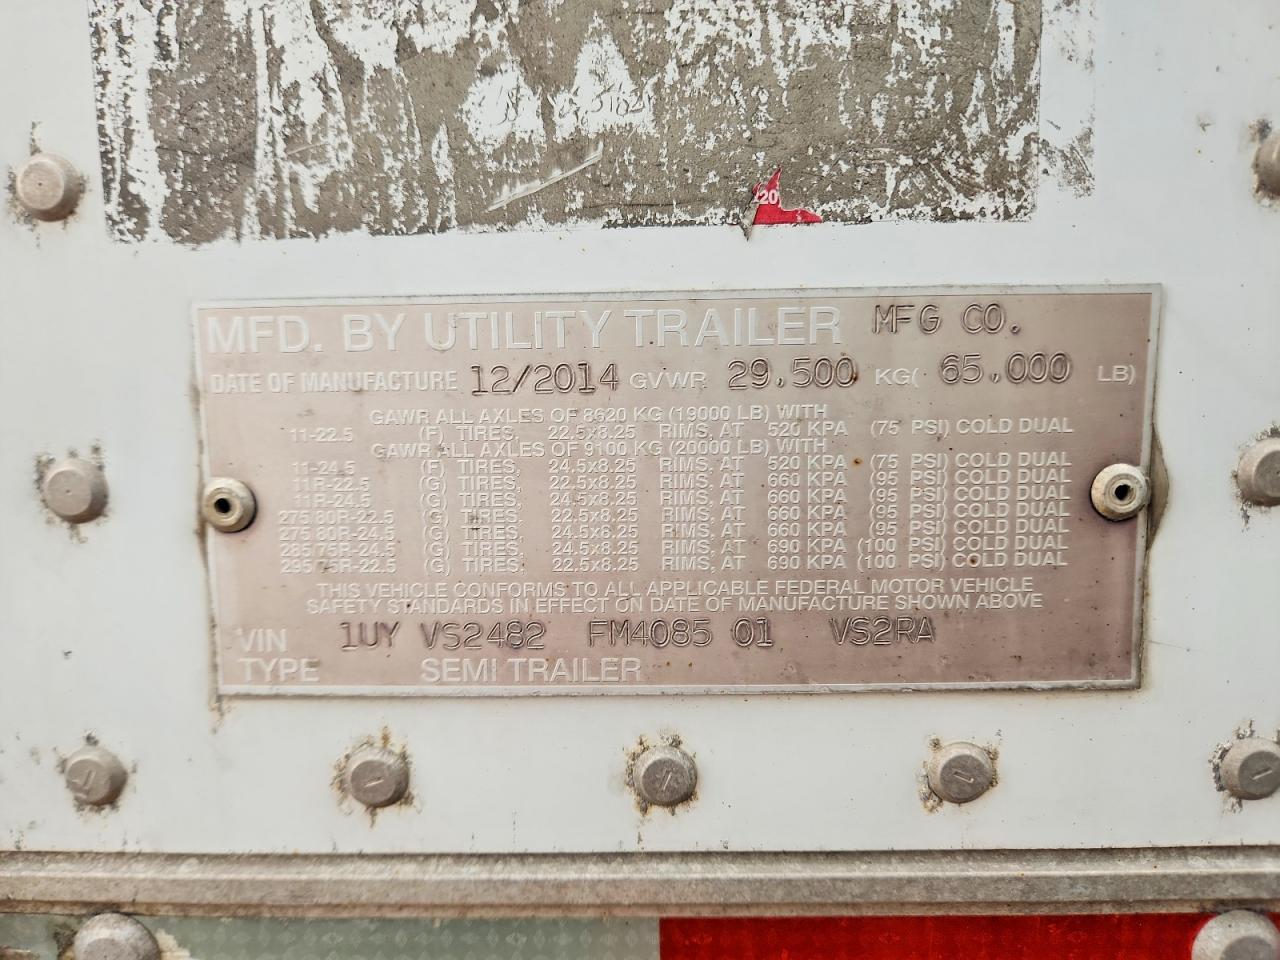 20
MFD. BY UTILITY TRAILER MFG CO.
DATE OF MANUFACTURE 12/2014 GVWR 29,500 KG( 65,000 LB)
GAWR ALL AXLES OF 8620 KG (19000 LB) WITH
11-22.5 (F) TIRES, 22.5x8.25 RIMS, AT 520 KPA (75 PSI) COLD DUAL
GAWR ALL AXLES OF 9100 KG (20000 LB) WITH
11-24.5 (F) TIRES, 24.5x8.25 RIMS, AT 520 KPA (75 PSI) COLD DUAL
11R-22.5 (G) TIRES, 22.5x8.25 RIMS, AT 660 KPA (95 PSI) COLD DUAL
11R-24.5 (G) TIRES, 24.5x8.25 RIMS, AT 660 KPA (95 PSI) COLD DUAL
275/80R-22.5 (G) TIRES, 22.5x8.25 RIMS, AT 660 KPA (95 PSI) COLD DUAL
275/80R-24.5 (G) TIRES, 24.5x8.25 RIMS, AT 660 KPA (95 PSI) COLD DUAL
285/75R-24.5 (G) TIRES, 24.5x8.25 RIMS, AT 690 KPA (100 PSI) COLD DUAL
295/75R-22.5 (G) TIRES, 22.5x8.25 RIMS, AT 690 KPA (100 PSI) COLD DUAL
THIS VEHICLE CONFORMS TO ALL APPLICABLE FEDERAL MOTOR VEHICLE
SAFETY STANDARDS IN EFFECT ON DATE OF MANUFACTURE SHOWN ABOVE
VIN 1UY VS2482 FM4085 01 VS2RA
TYPE SEMI TRAILER